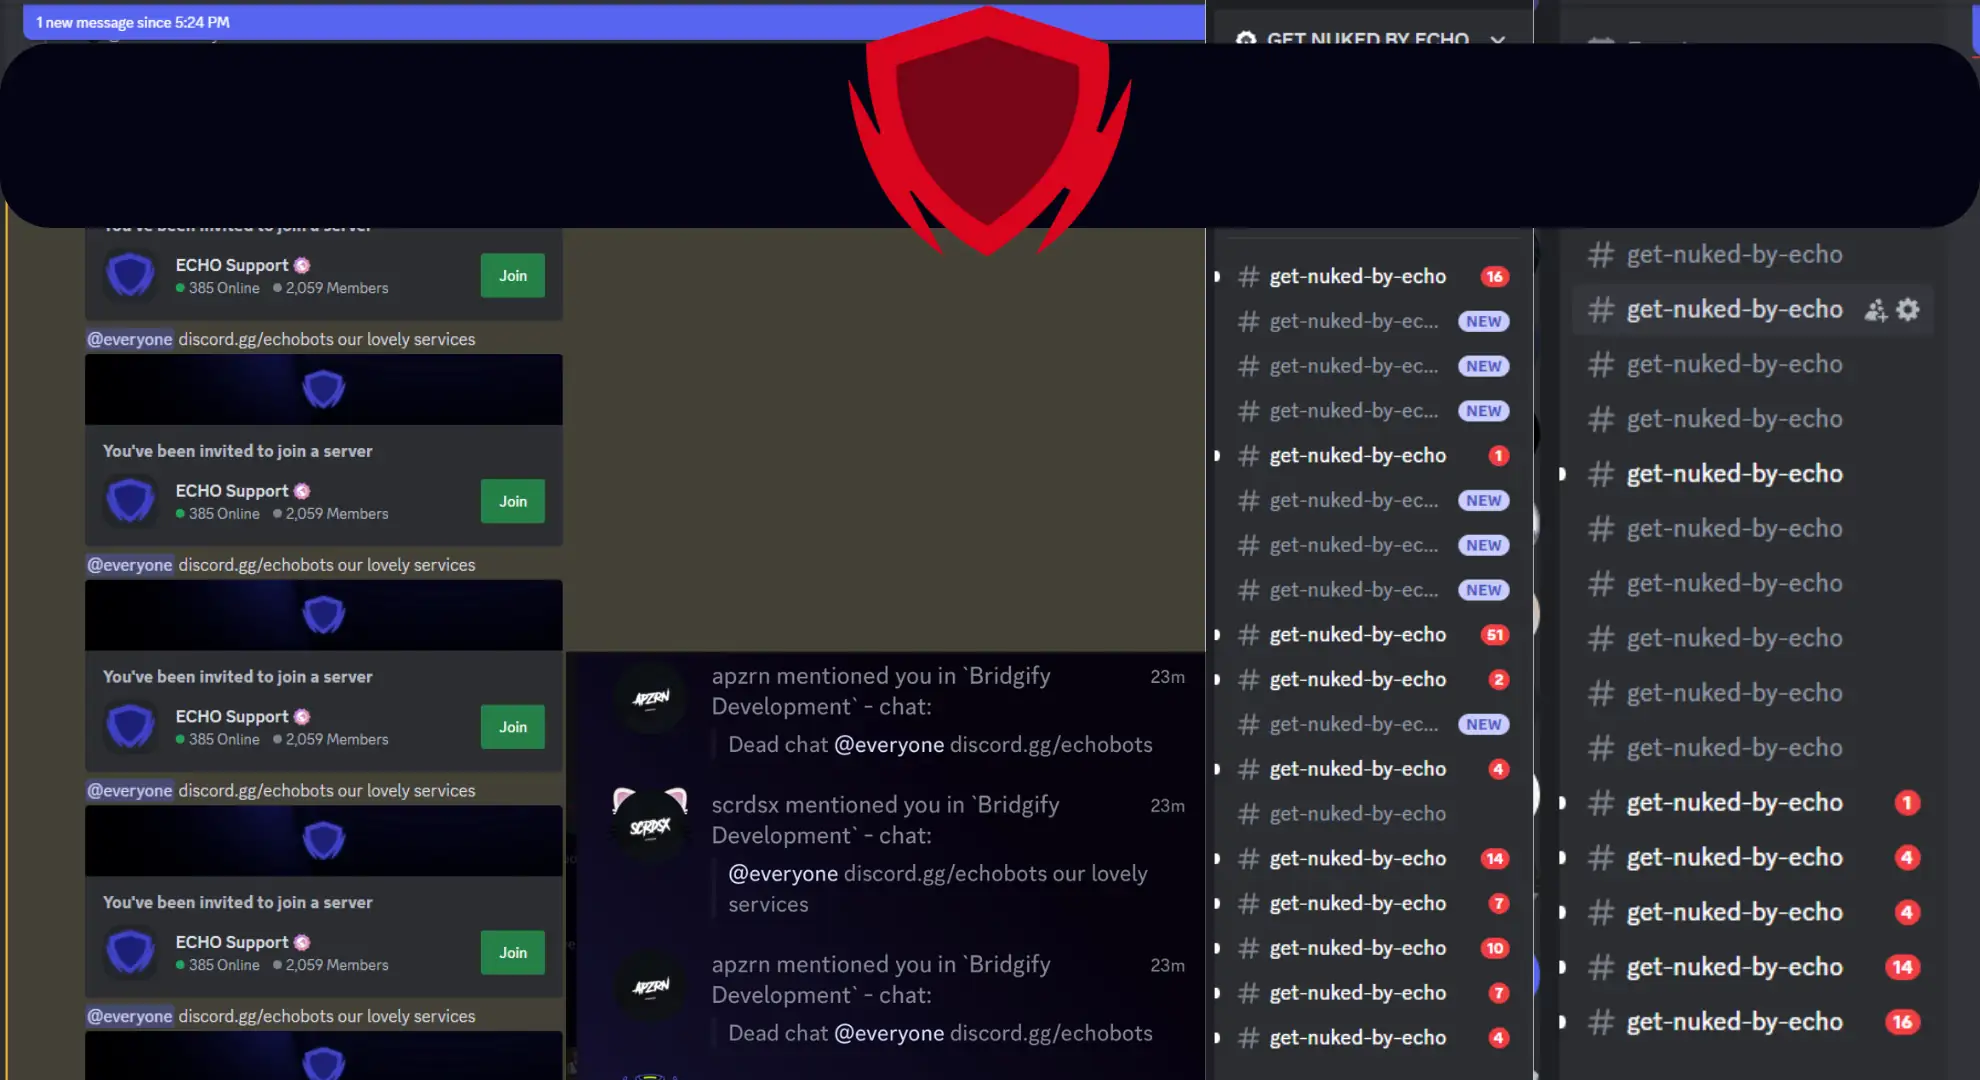 1 new message since 5:24 PM
You've been invited to join a server
ECHO Support
385 Online 2,059 Members
Join
@everyone discord.gg/echobots our lovely services
You've been invited to join a server
ECHO Support
385 Online 2,059 Members
Join
@everyone discord.gg/echobots our lovely services
You've been invited to join a server
ECHO Support
385 Online 2,059 Members
Join
@everyone discord.gg/echobots our lovely services
You've been invited to join a server
ECHO Support
385 Online 2,059 Members
Join
@everyone discord.gg/echobots our lovely services
apzrn mentioned you in `Bridgify 23m
Development` - chat:
Dead chat @everyone discord.gg/echobots
scrdsx mentioned you in `Bridgify 23m
Development` - chat:
@everyone discord.gg/echobots our lovely
services
apzrn mentioned you in `Bridgify 23m
Development` - chat:
Dead chat @everyone discord.gg/echobots
APZRN
SCRDSX
APZRN
GET NUKED BY ECHO
# get-nuked-by-echo 16
# get-nuked-by-ec... NEW
# get-nuked-by-ec... NEW
# get-nuked-by-ec... NEW
# get-nuked-by-echo 1
# get-nuked-by-ec... NEW
# get-nuked-by-ec... NEW
# get-nuked-by-ec... NEW
# get-nuked-by-echo 51
# get-nuked-by-echo 2
# get-nuked-by-ec... NEW
# get-nuked-by-echo 4
# get-nuked-by-echo
# get-nuked-by-echo 14
# get-nuked-by-echo 7
# get-nuked-by-echo 10
# get-nuked-by-echo 7
# get-nuked-by-echo 4
# get-nuked-by-echo
# get-nuked-by-echo
# get-nuked-by-echo
# get-nuked-by-echo
# get-nuked-by-echo
# get-nuked-by-echo
# get-nuked-by-echo
# get-nuked-by-echo
# get-nuked-by-echo
# get-nuked-by-echo
# get-nuked-by-echo 1
# get-nuked-by-echo 4
# get-nuked-by-echo 4
# get-nuked-by-echo 14
# get-nuked-by-echo 16